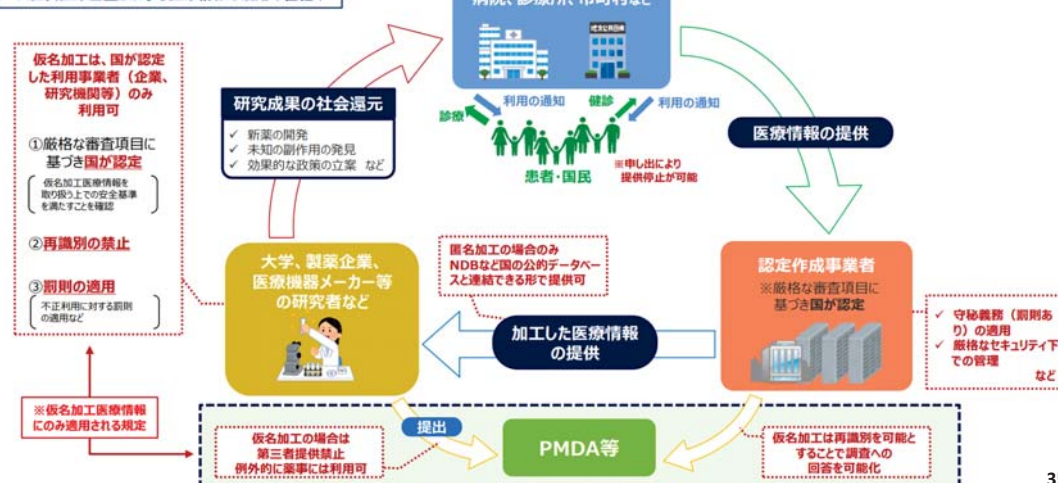 病院、診療所、市町村など
仮名加工は、国が認定
した利用事業者（企業、
研究機関等）のみ
利用可
①厳格な審査項目に
基づき国が認定
仮名加工医療情報を
取り扱う上での安全基準
を満たすことを確認
②再識別の禁止
③罰則の適用
不正利用に対する罰則
の適用など
※仮名加工医療情報
にのみ適用される規定
研究成果の社会還元
✓ 新薬の開発
✓ 未知の副作用の発見
✓ 効果的な政策の立案 など
診療
利用の通知
健診
利用の通知
患者・国民
※申し出により
提供停止が可能
医療情報の提供
大学、製薬企業、
医療機器メーカー等
の研究者など
匿名加工の場合のみ
NDBなど国の公的データベー
スと連結できる形で提供可
加工した医療情報
の提供
認定作成事業者
※厳格な審査項目に
基づき国が認定
✓ 守秘義務（罰則あ
り）の適用
✓ 厳格なセキュリティ下
での管理
など
提出
仮名加工の場合は
第三者提供禁止
例外的に薬事には利用可
PMDA等
仮名加工は再識別を可能と
することで調査への
回答を可能化
3